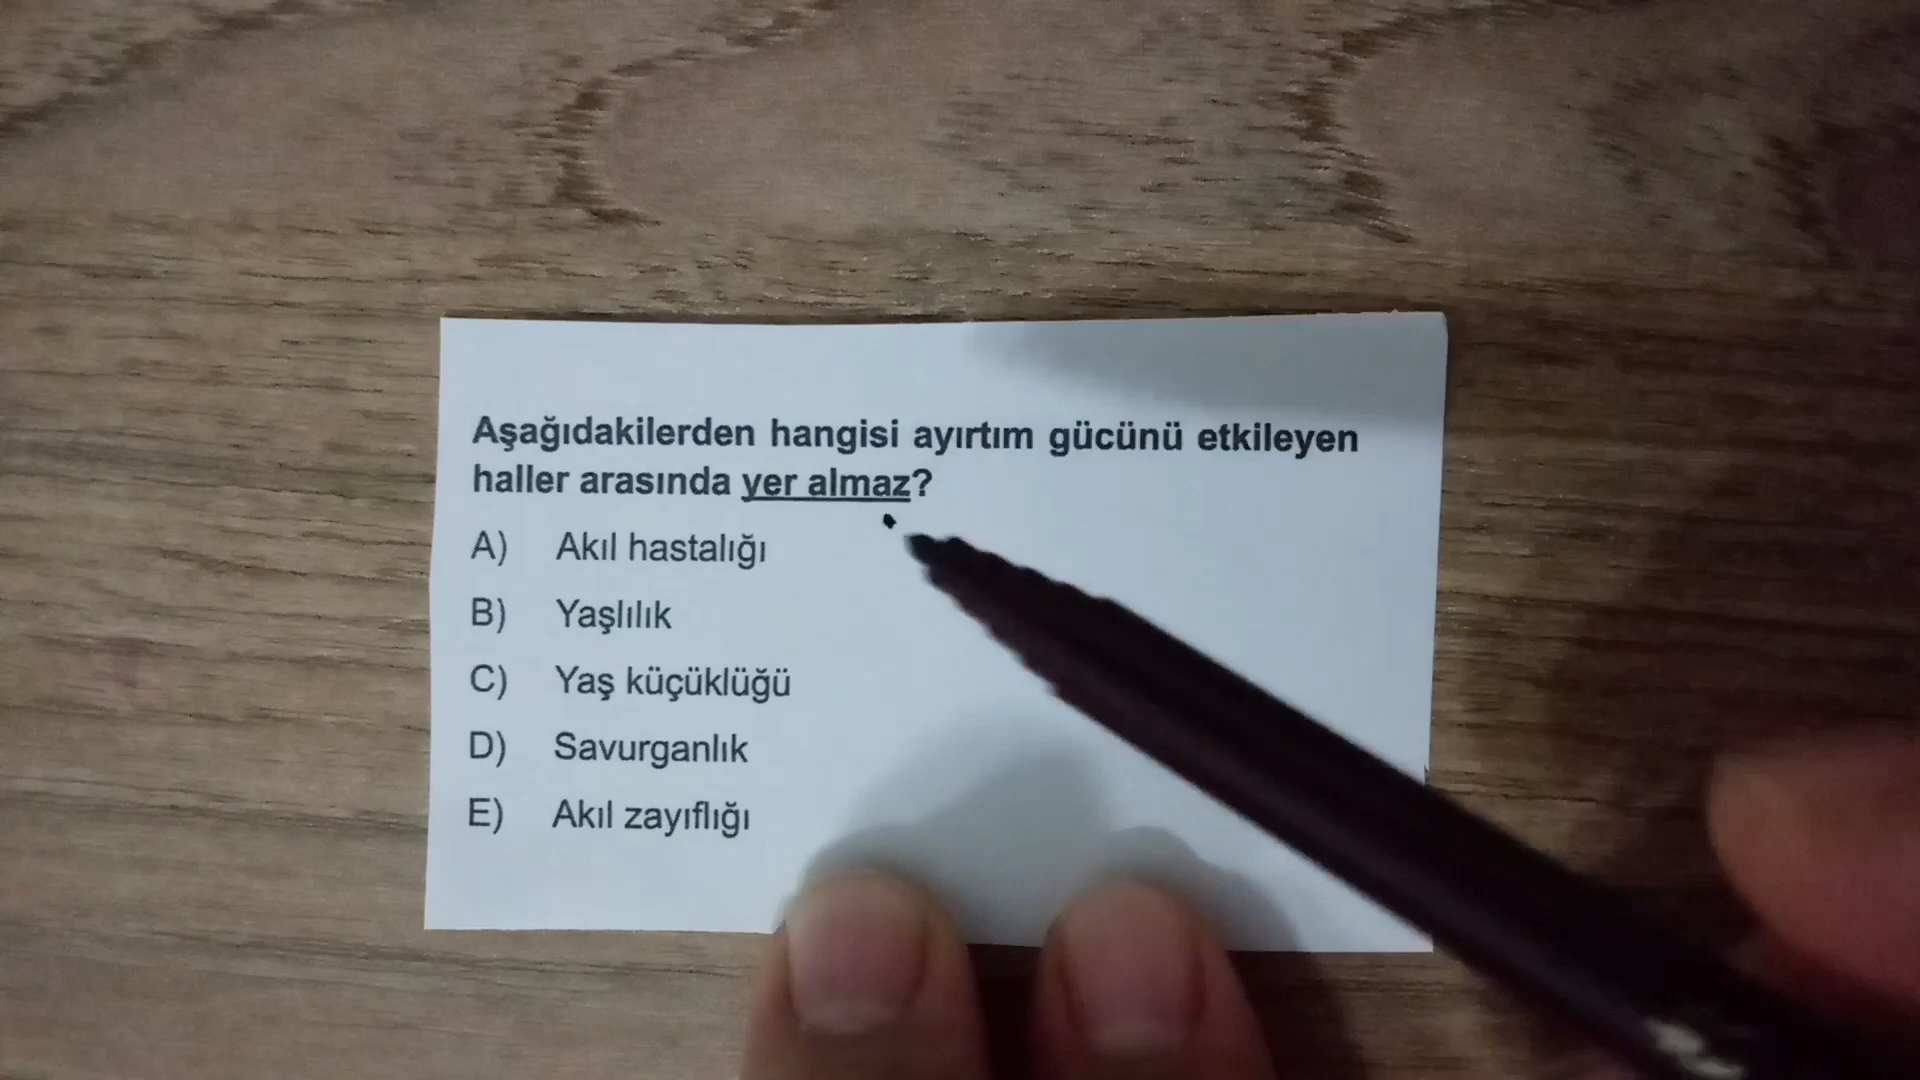 Aşağıdakilerden hangisi ayırtım gücünü etkileyen
haller arasında yer almaz?
A) Akıl hastalığı
B) Yaşlılık
C) Yaş küçüklüğü
D) Savurganlık
E) Akıl zayıflığı